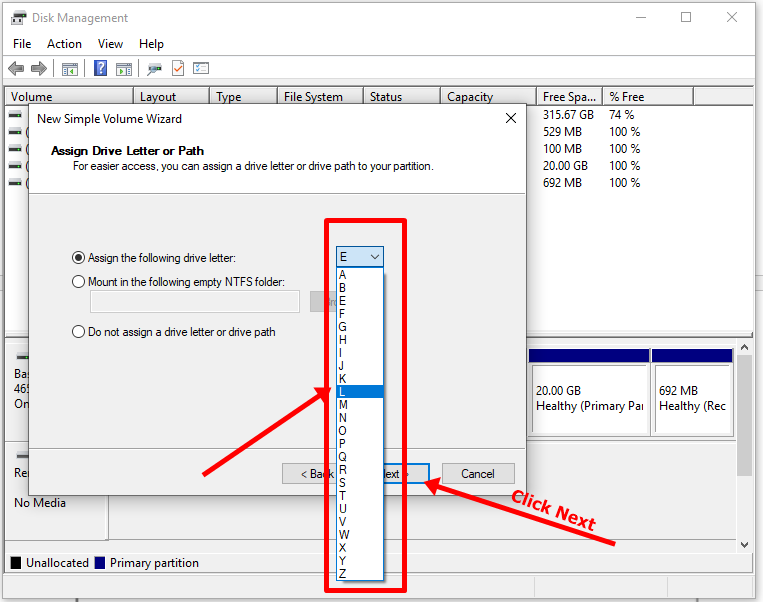 Disk Management
File Action View Help
Volume Layout Type File System Status Capacity Free Spa... % Free
315.67 GB 74 %
529 MB 100 %
100 MB 100 %
20.00 GB 100 %
692 MB 100 %
New Simple Volume Wizard
Assign Drive Letter or Path
For easier access, you can assign a drive letter or drive path to your partition.
Assign the following drive letter:
E
Mount in the following empty NTFS folder:
Do not assign a drive letter or drive path
A
B
E
F
G
H
I
J
K
L
M
N
O
P
Q
R
S
T
U
V
W
X
Y
Z
< Back
ext >
Cancel
Click Next
Bas
465
On
20.00 GB
Healthy (Primary Pa
692 MB
Healthy (Rec
Re
No Media
Unallocated Primary partition